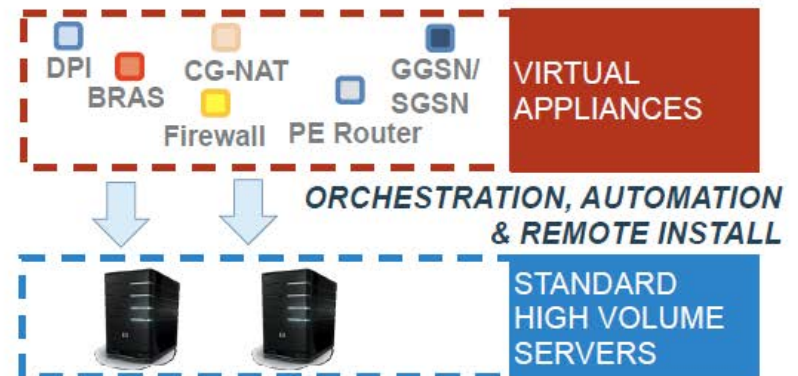 DPI
BRAS
CG-NAT
Firewall
PE Router
GGSN/
SGSN
VIRTUAL
APPLIANCES
ORCHESTRATION, AUTOMATION
& REMOTE INSTALL
STANDARD
HIGH VOLUME
SERVERS